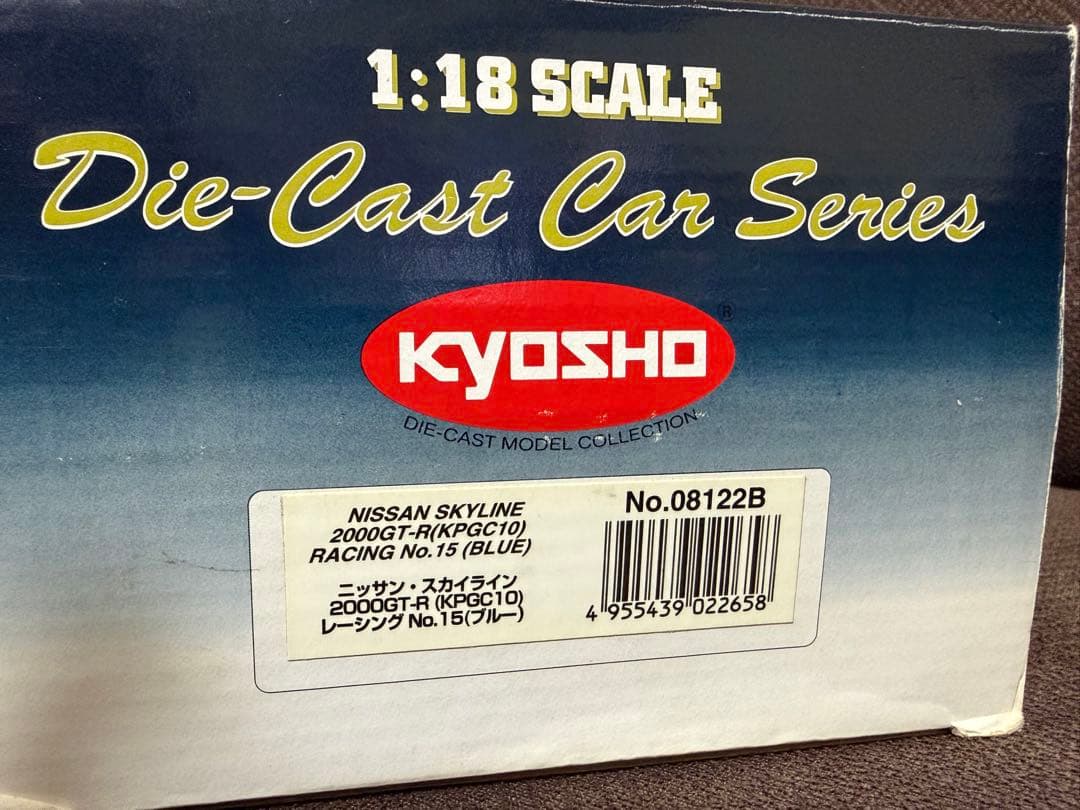 1:18 SCALE
Die-Cast Car Series
KYOSHO ®
DIE-CAST MODEL COLLECTION
NISSAN SKYLINE
2000GT-R(KPGC10)
RACING No.15 (BLUE)
ニッサン・スカイライン
2000GT-R (KPGC10)
レーシング No.15(ブルー)
No.08122B
4 955439 022658